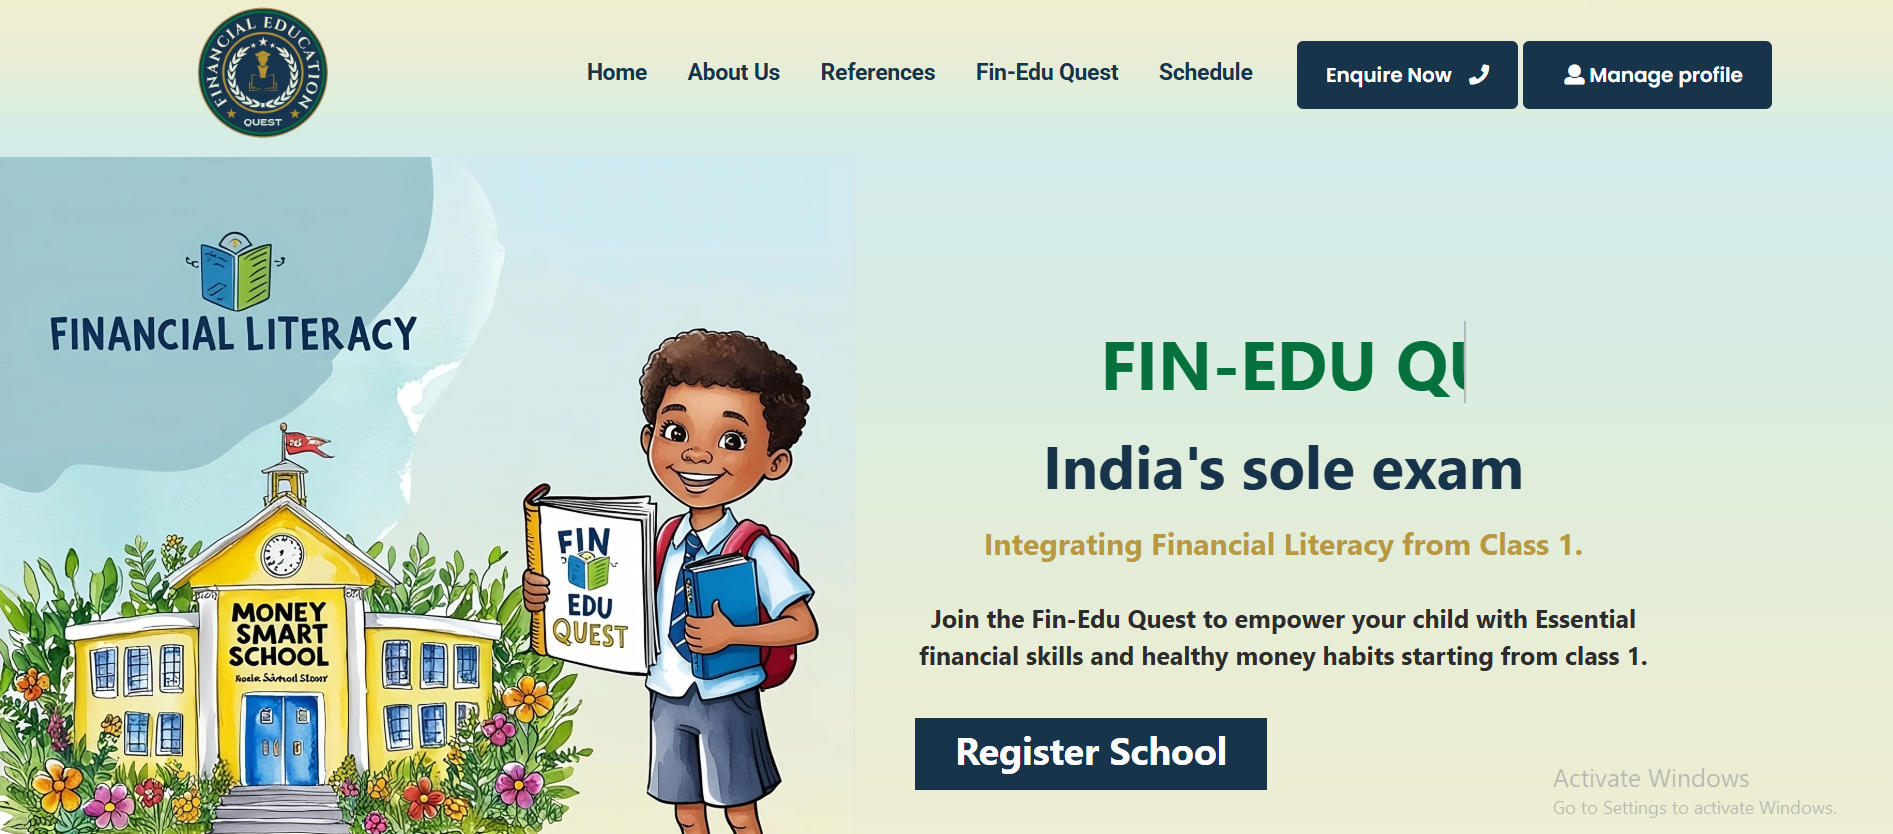 FINANCIAL EDUCATION
QUEST
Home About Us References Fin-Edu Quest Schedule Enquire Now Manage profile
FINANCIAL LITERACY
MONEY
SMART
SCHOOL
FIN
EDU
QUEST
FIN-EDU QU
India's sole exam
Integrating Financial Literacy from Class 1.
Join the Fin-Edu Quest to empower your child with Essential
financial skills and healthy money habits starting from class 1.
Register School
Activate Windows
Go to Settings to activate Windows.